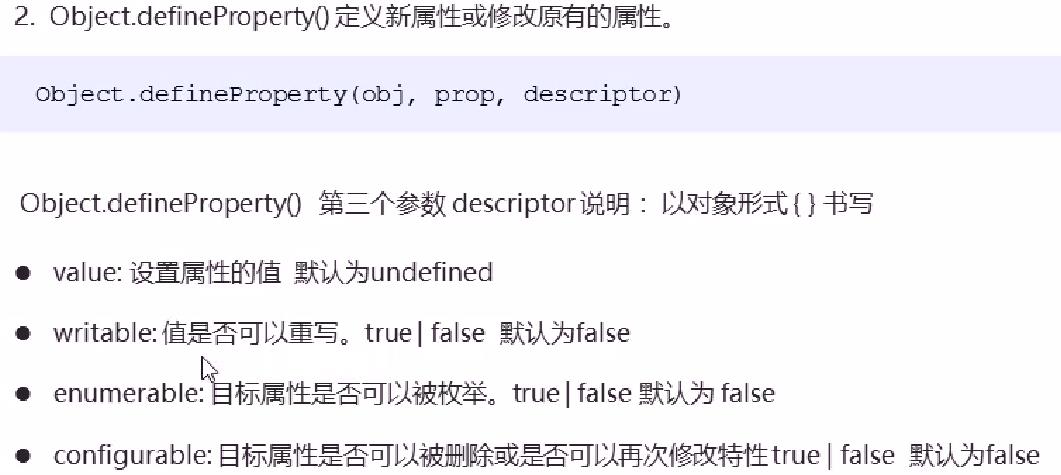 2. Object.defineProperty() 定义新属性或修改原有的属性。
Object.defineProperty(obj, prop, descriptor)
Object.defineProperty() 第三个参数 descriptor 说明： 以对象形式 { } 书写
● value: 设置属性的值 默认为undefined
● writable: 值是否可以重写。true | false 默认为false
● enumerable: 目标属性是否可以被枚举。true | false 默认为 false
● configurable: 目标属性是否可以被删除或是否可以再次修改特性 true | false 默认为false